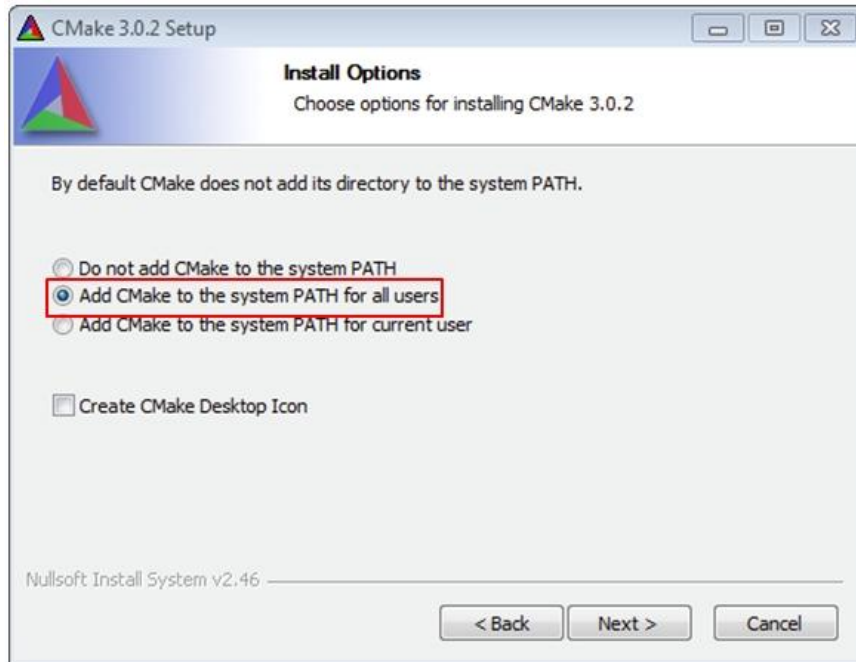 CMake 3.0.2 Setup
Install Options
Choose options for installing CMake 3.0.2
By default CMake does not add its directory to the system PATH.
Do not add CMake to the system PATH
Add CMake to the system PATH for all users
Add CMake to the system PATH for current user
Create CMake Desktop Icon
Nullsoft Install System v2.46
< Back Next > Cancel